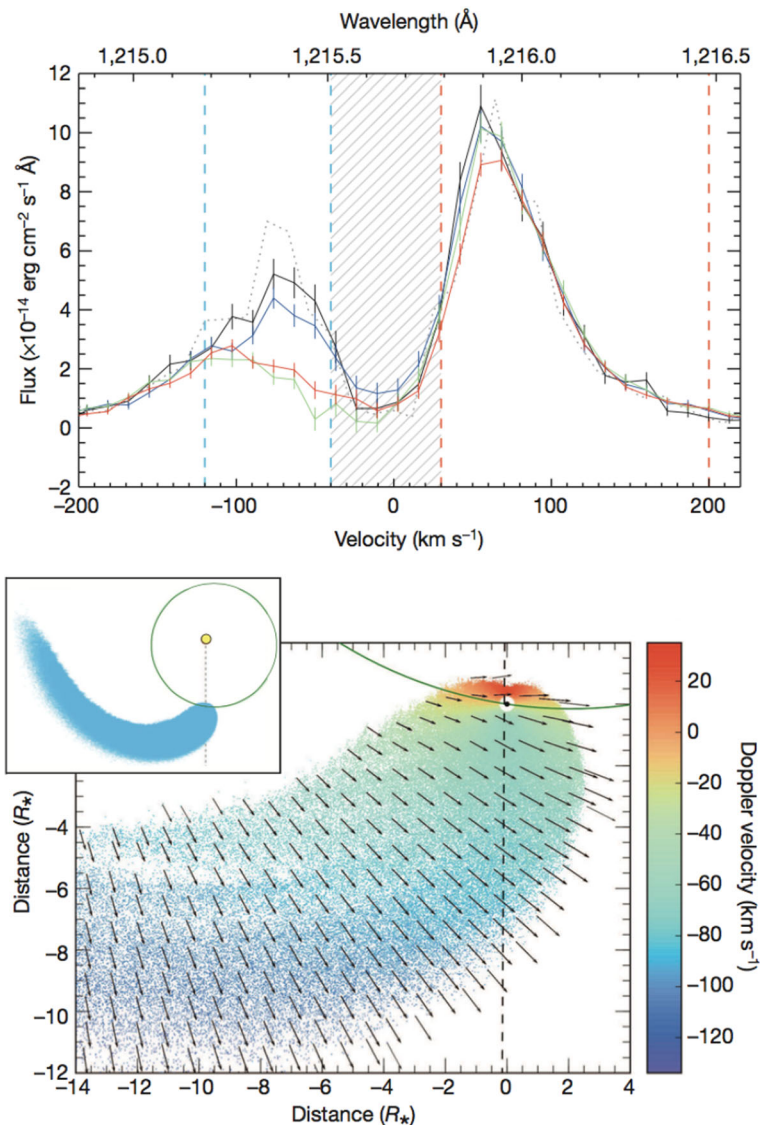 Wavelength (Å)
1,215.0 1,215.5 1,216.0 1,216.5
12
10
8
6
4
2
0
−2
Flux (×10−14 erg cm−2 s−1 Å)
−200 −100 0 100 200
Velocity (km s−1)
20
0
−20
−40
−60
−80
−100
−120
Doppler velocity (km s−1)
−4
−6
−8
−10
−12
Distance (R*)
−14 −12 −10 −8 −6 −4 −2 0 2 4
Distance (R*)